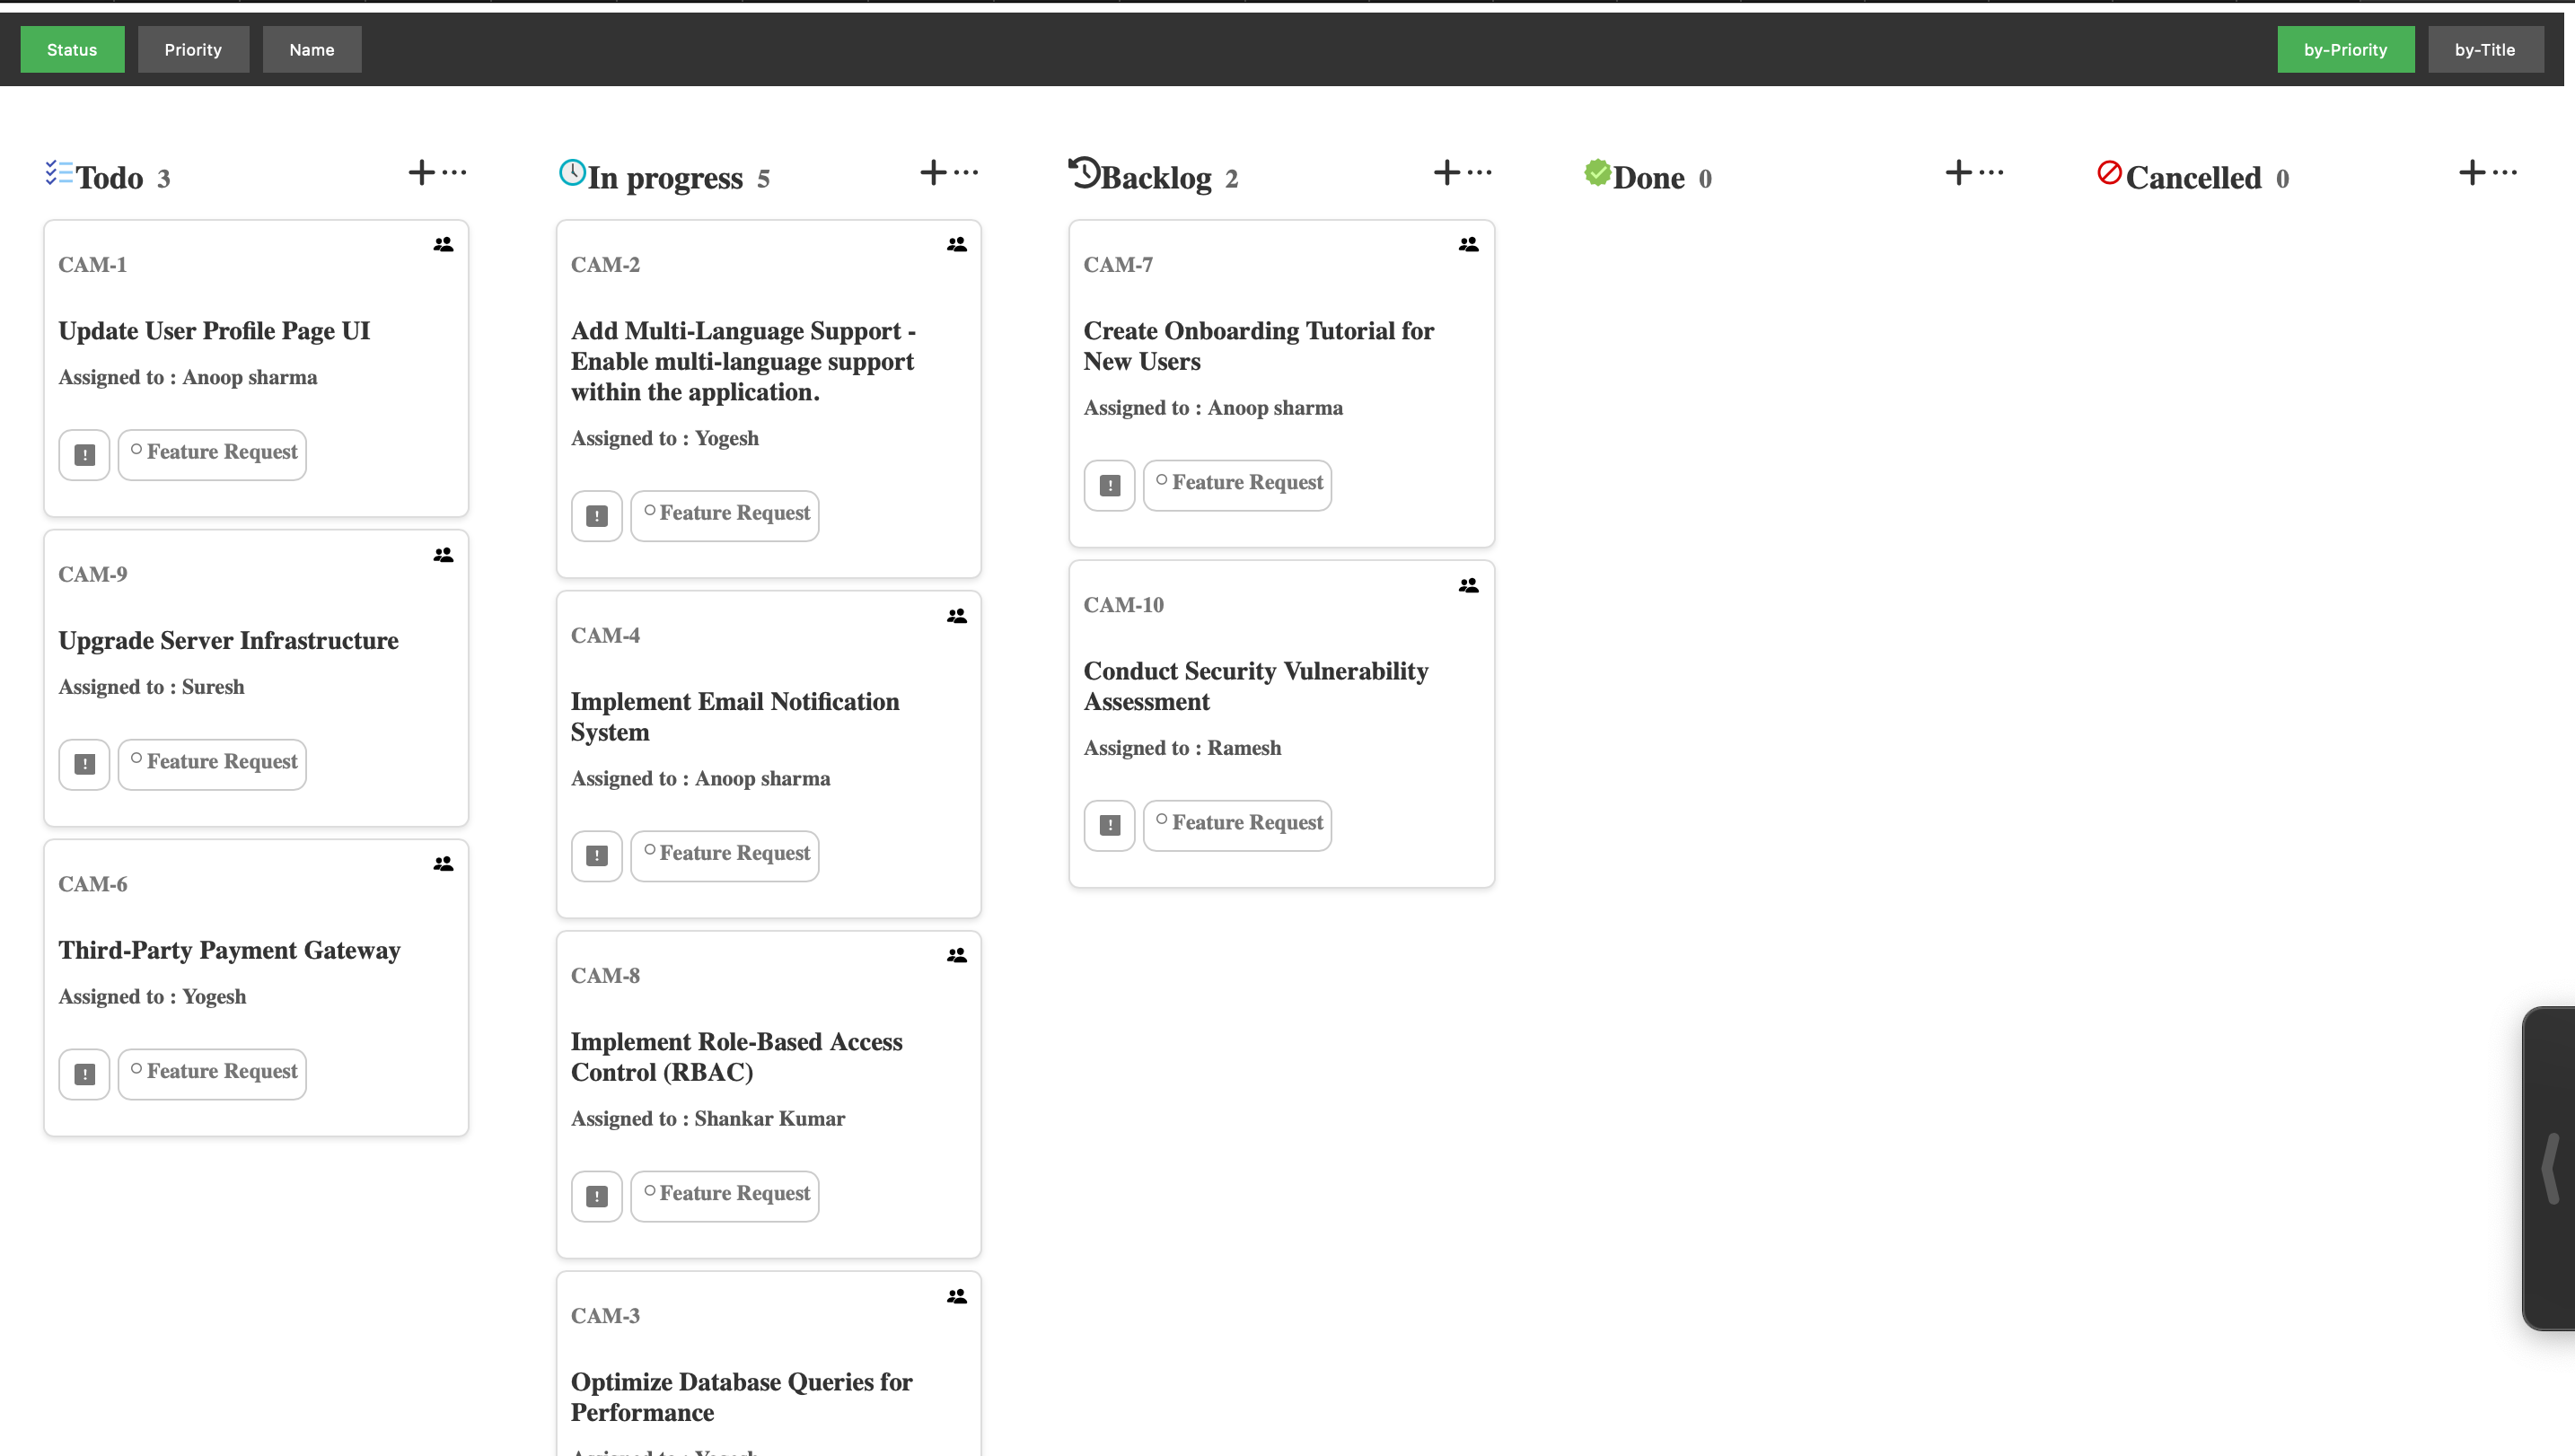 Status Priority Name by-Priority by-Title
Todo 3
CAM-1
Update User Profile Page UI
Assigned to : Anoop sharma
! Feature Request
CAM-9
Upgrade Server Infrastructure
Assigned to : Suresh
! Feature Request
CAM-6
Third-Party Payment Gateway
Assigned to : Yogesh
! Feature Request
In progress 5
CAM-2
Add Multi-Language Support -
Enable multi-language support
within the application.
Assigned to : Yogesh
! Feature Request
CAM-4
Implement Email Notification
System
Assigned to : Anoop sharma
! Feature Request
CAM-8
Implement Role-Based Access
Control (RBAC)
Assigned to : Shankar Kumar
! Feature Request
CAM-3
Optimize Database Queries for
Performance
Backlog 2
CAM-7
Create Onboarding Tutorial for
New Users
Assigned to : Anoop sharma
! Feature Request
CAM-10
Conduct Security Vulnerability
Assessment
Assigned to : Ramesh
! Feature Request
Done 0
Cancelled 0